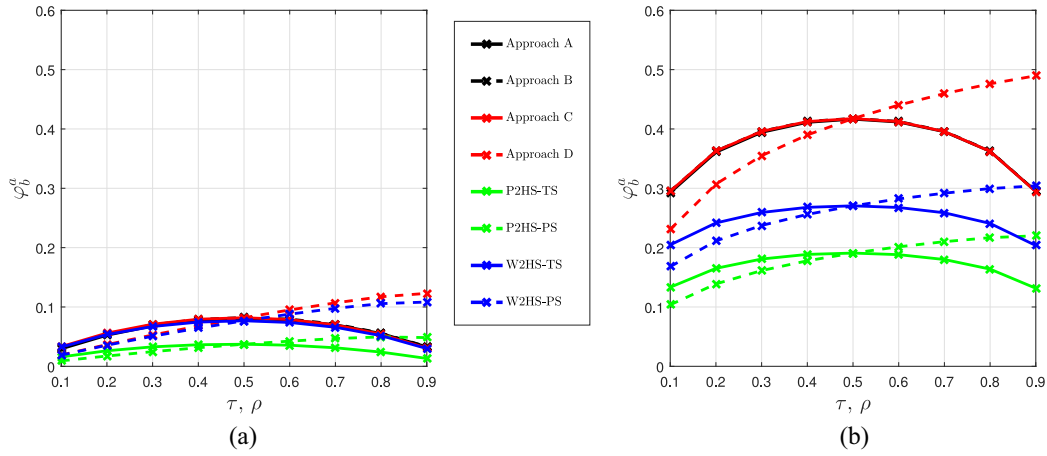 0.6
0.5
0.4
0.3
0.2
0.1
0
0.1 0.2 0.3 0.4 0.5 0.6 0.7 0.8 0.9
φ_b^a
τ, ρ
(a)
Approach A
Approach B
Approach C
Approach D
P2HS-TS
P2HS-PS
W2HS-TS
W2HS-PS
0.6
0.5
0.4
0.3
0.2
0.1
0
0.1 0.2 0.3 0.4 0.5 0.6 0.7 0.8 0.9
φ_b^a
τ, ρ
(b)